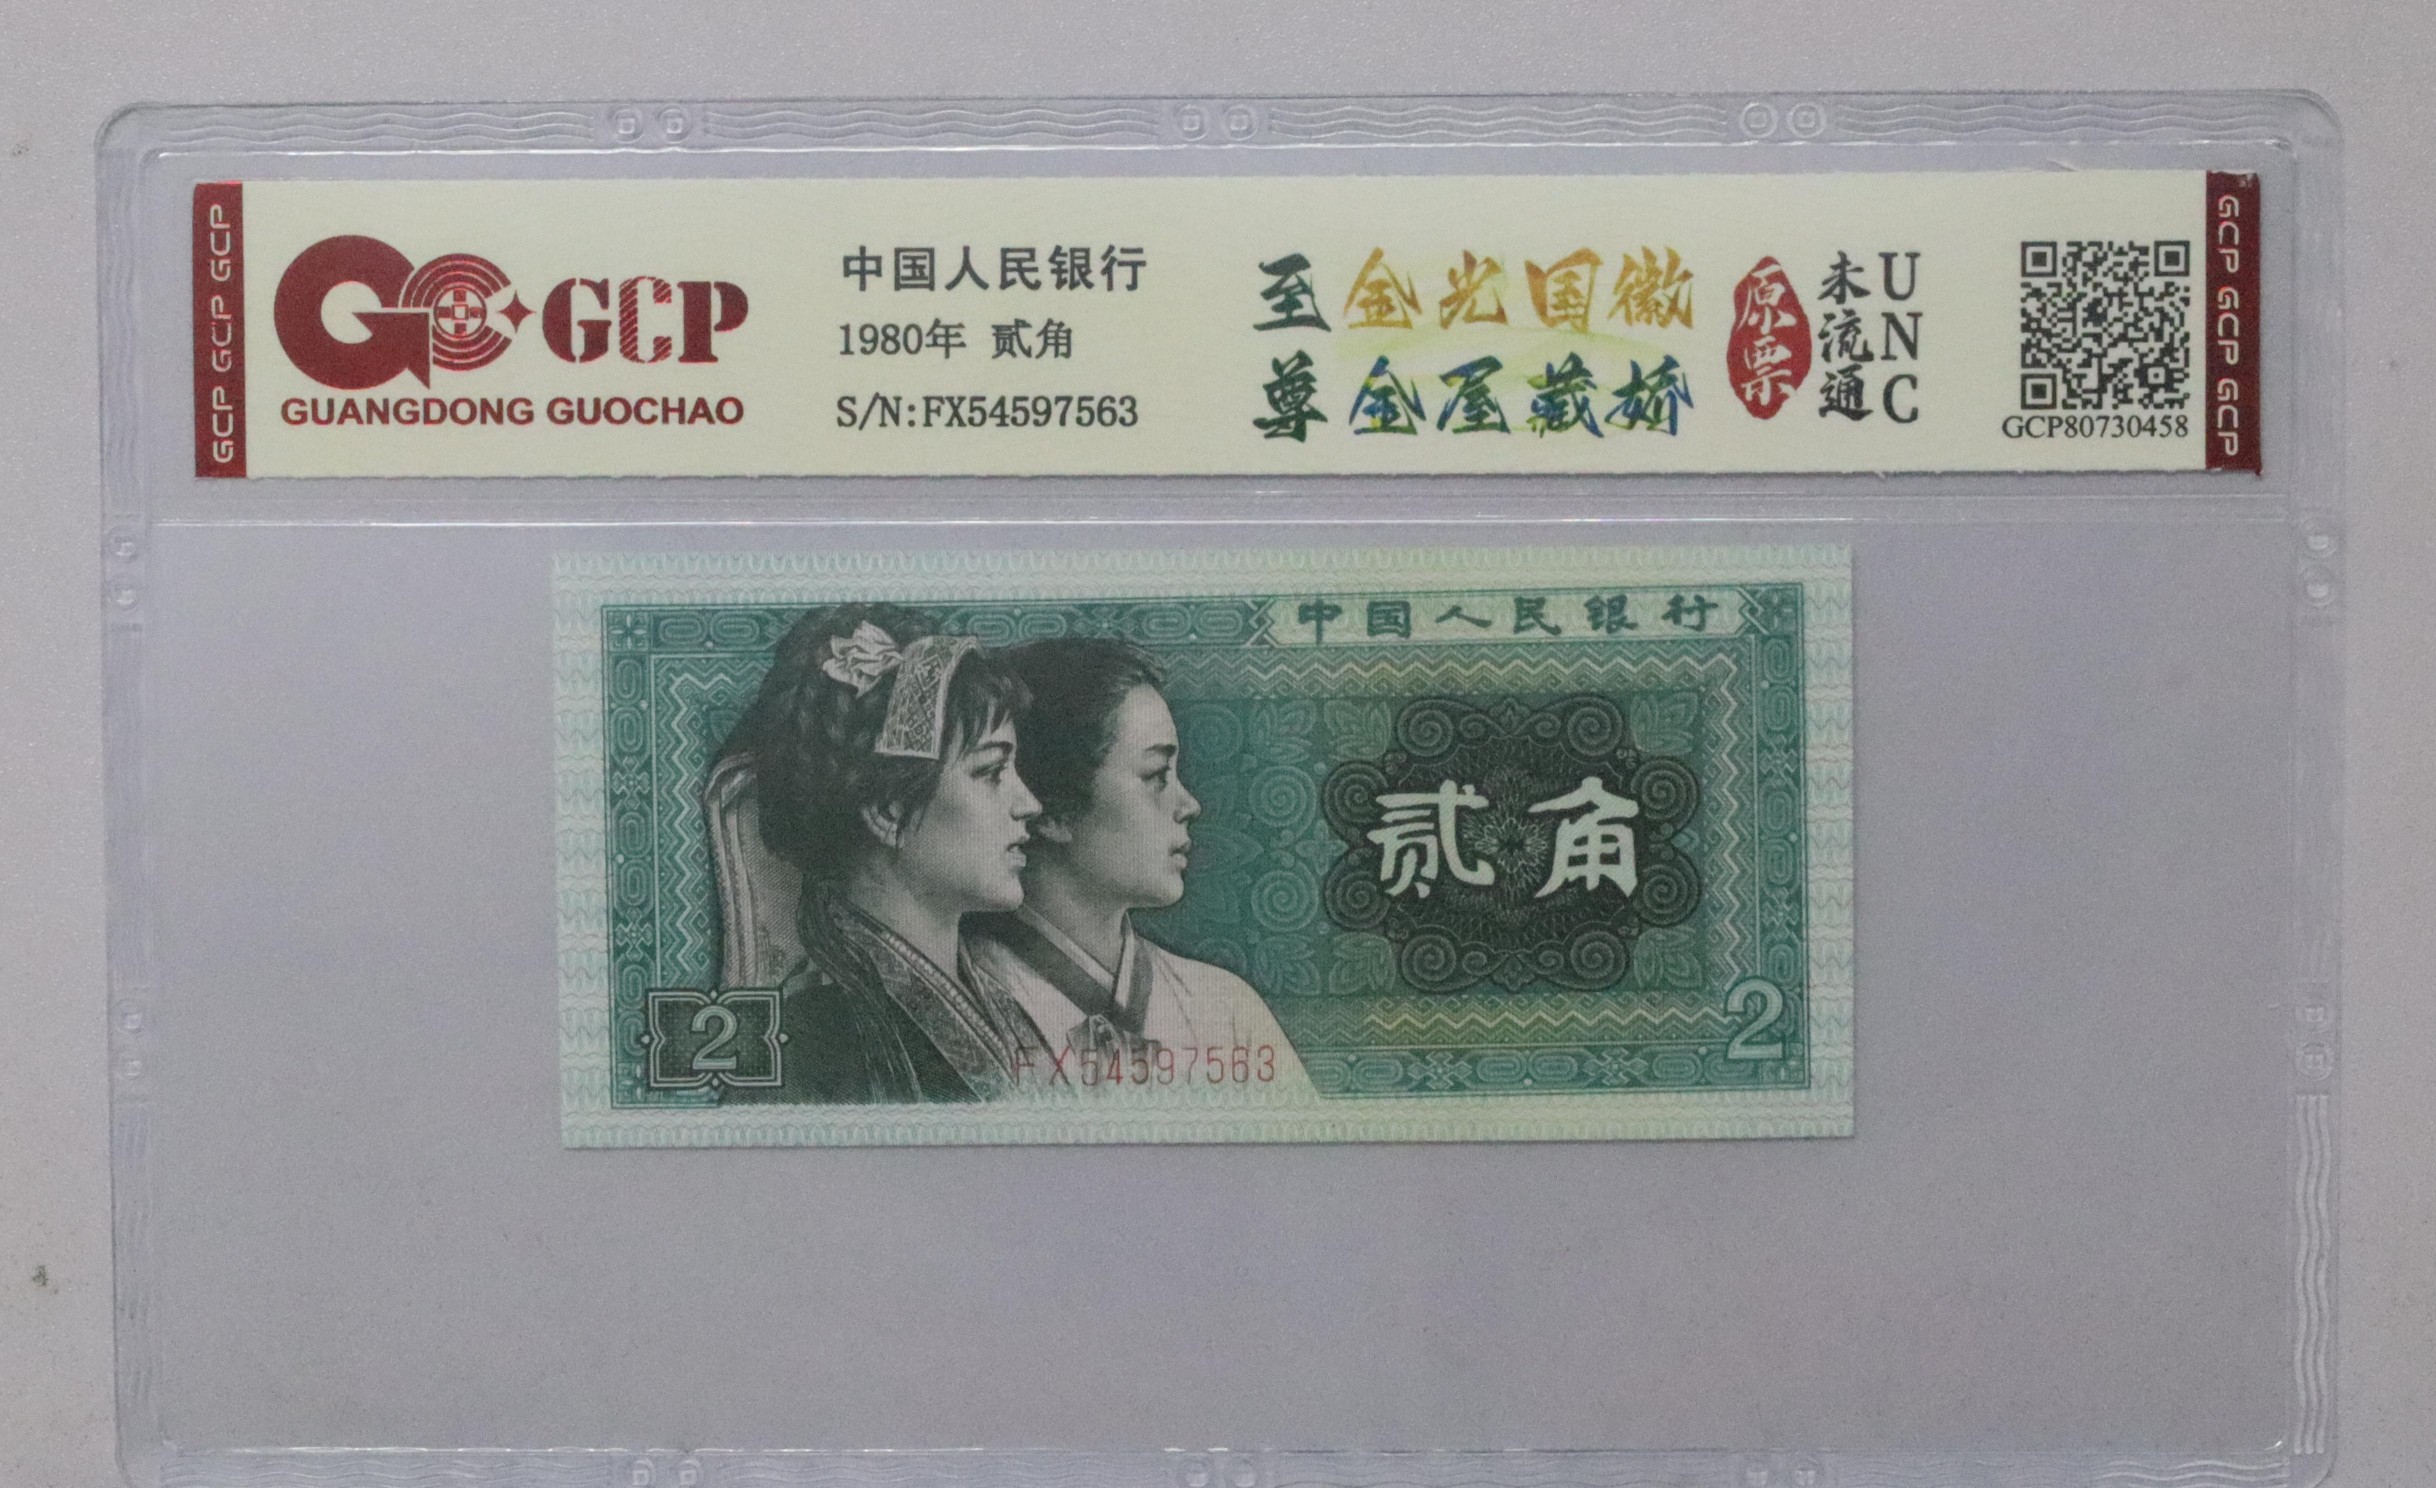 GCP GCP GCP
GCP
GUANGDONG GUOCHAO
中国人民银行
1980年 贰角
S/N:FX54597563
至尊
金光国徽
金屋藏娇
原票
未流通
UNC
GCP80730458
GCP GCP GCP
中国人民银行
贰角
2
2
FX54597563